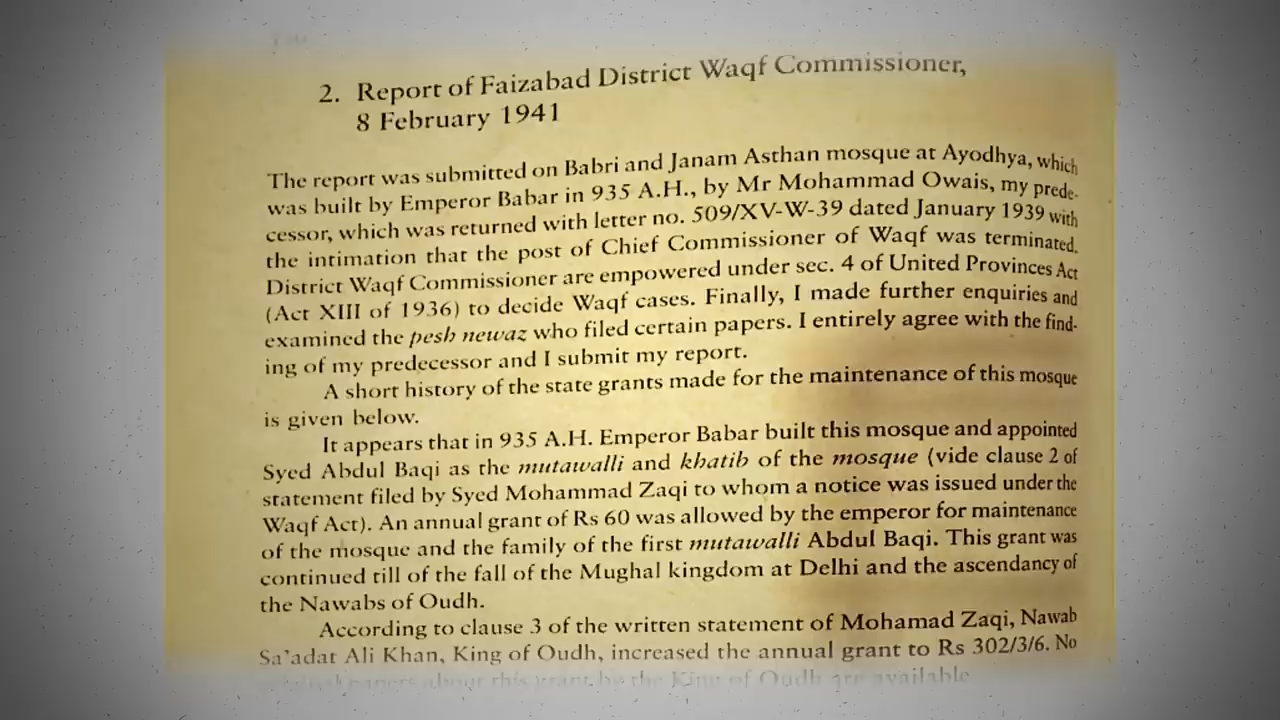 2. Report of Faizabad District Waqf Commissioner,
8 February 1941
The report was submitted on Babri and Janam Asthan mosque at Ayodhya, which
was built by Emperor Babar in 935 A.H., by Mr Mohammad Owais, my prede-
cessor, which was returned with letter no. 509/XV-W-39 dated January 1939 with
the intimation that the post of Chief Commissioner of Waqf was terminated.
District Waqf Commissioner are empowered under sec. 4 of United Provinces Act
(Act XIII of 1936) to decide Waqf cases. Finally, I made further enquiries and
examined the pesh newaz who filed certain papers. I entirely agree with the find-
ing of my predecessor and I submit my report.
A short history of the state grants made for the maintenance of this mosque
is given below.
It appears that in 935 A.H. Emperor Babar built this mosque and appointed
Syed Abdul Baqi as the mutawalli and khatib of the mosque (vide clause 2 of
statement filed by Syed Mohammad Zaqi to whom a notice was issued under the
Waqf Act). An annual grant of Rs 60 was allowed by the emperor for maintenance
of the mosque and the family of the first mutawalli Abdul Baqi. This grant was
continued till of the fall of the Mughal kingdom at Delhi and the ascendancy of
the Nawabs of Oudh.
According to clause 3 of the written statement of Mohamad Zaqi, Nawab
Sa'adat Ali Khan, King of Oudh, increased the annual grant to Rs 302/3/6. No
papers about this grant by the King of Oudh are available